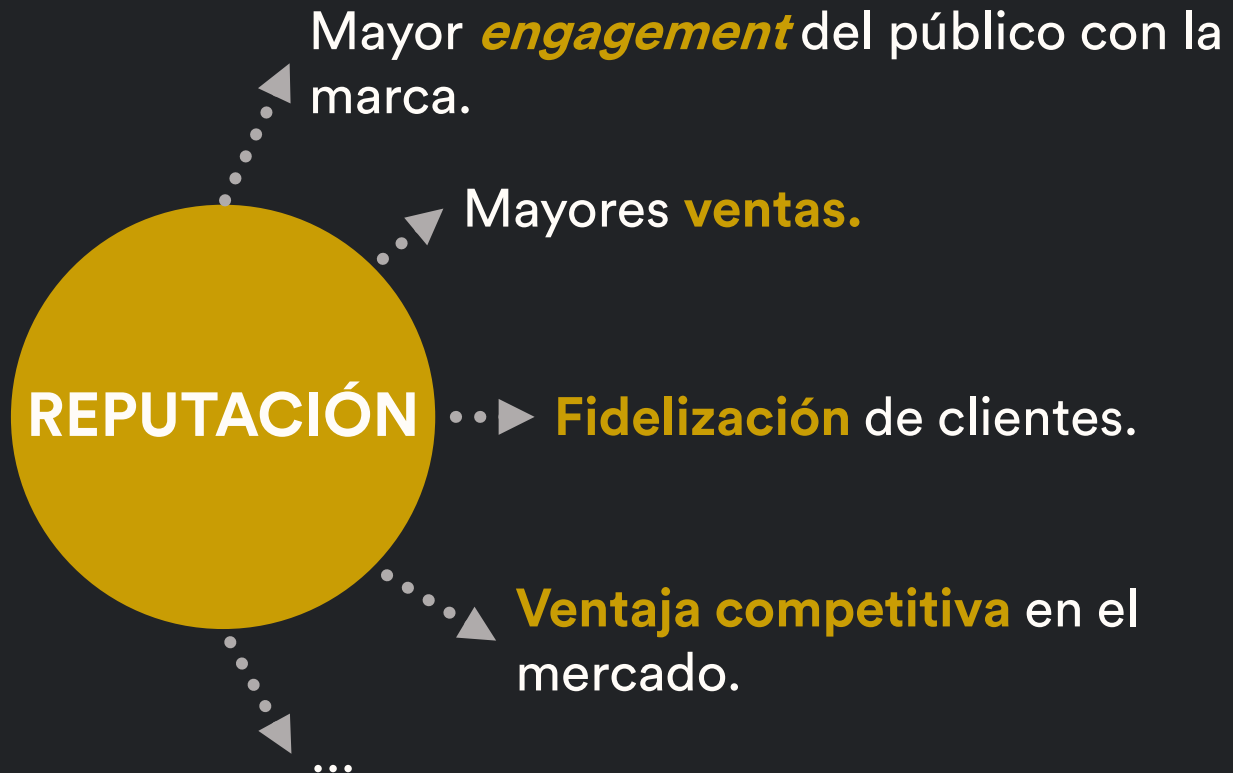 Mayor engagement del público con la
marca.
Mayores ventas.
REPUTACIÓN
Fidelización de clientes.
Ventaja competitiva en el
mercado.
...